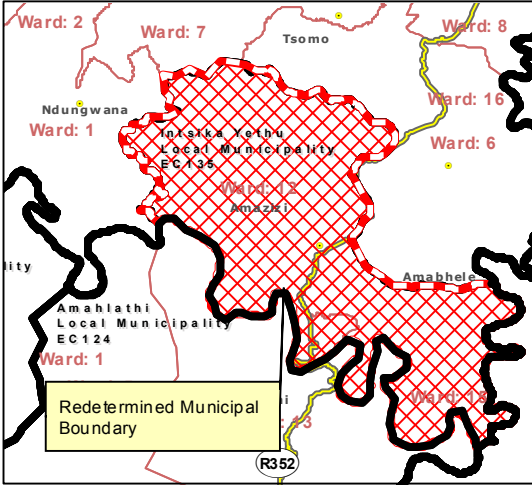 Ward: 2
Ward: 7
Ward: 8
Tsomo
Ward: 16
Ndungwana
Ward: 1
Intsika Yethu
Local Municipality
EC135
Ward: 6
Ward: 12
Amazizi
lity
Amabhele
Amahlathi
Local Municipality
EC124
Ward: 1
Redetermined Municipal
Boundary
: 13
R352